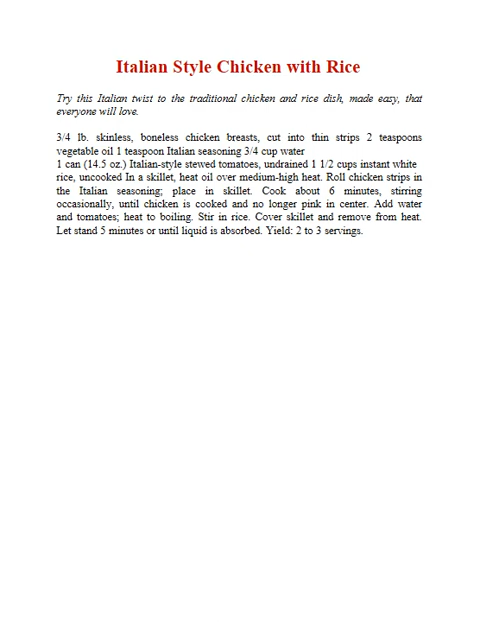 Italian Style Chicken with Rice
Try this Italian twist to the traditional chicken and rice dish, made easy, that
everyone will love.
3/4 lb. skinless, boneless chicken breasts, cut into thin strips 2 teaspoons
vegetable oil 1 teaspoon Italian seasoning 3/4 cup water
1 can (14.5 oz.) Italian-style stewed tomatoes, undrained 1 1/2 cups instant white
rice, uncooked In a skillet, heat oil over medium-high heat. Roll chicken strips in
the Italian seasoning; place in skillet. Cook about 6 minutes, stirring
occasionally, until chicken is cooked and no longer pink in center. Add water
and tomatoes; heat to boiling. Stir in rice. Cover skillet and remove from heat.
Let stand 5 minutes or until liquid is absorbed. Yield: 2 to 3 servings.